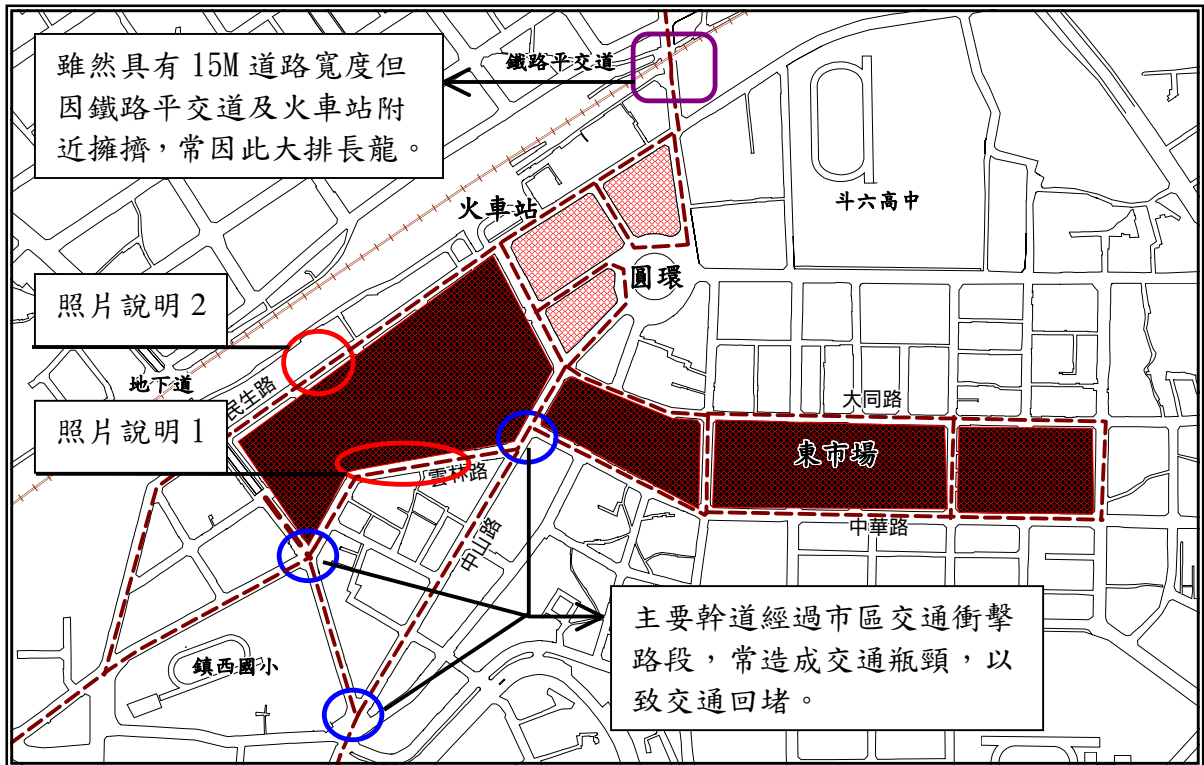 雖然具有 15M 道路寬度但
因鐵路平交道及火車站附
近擁擠，常因此大排長龍。
鐵路平交道
斗六高中
火車站
圓環
照片說明 2
地下道
民生路
照片說明 1
大同路
東市場
雲林路
中華路
中山路
主要幹道經過市區交通衝擊
路段，常造成交通瓶頸，以
致交通回堵。
鎮西國小